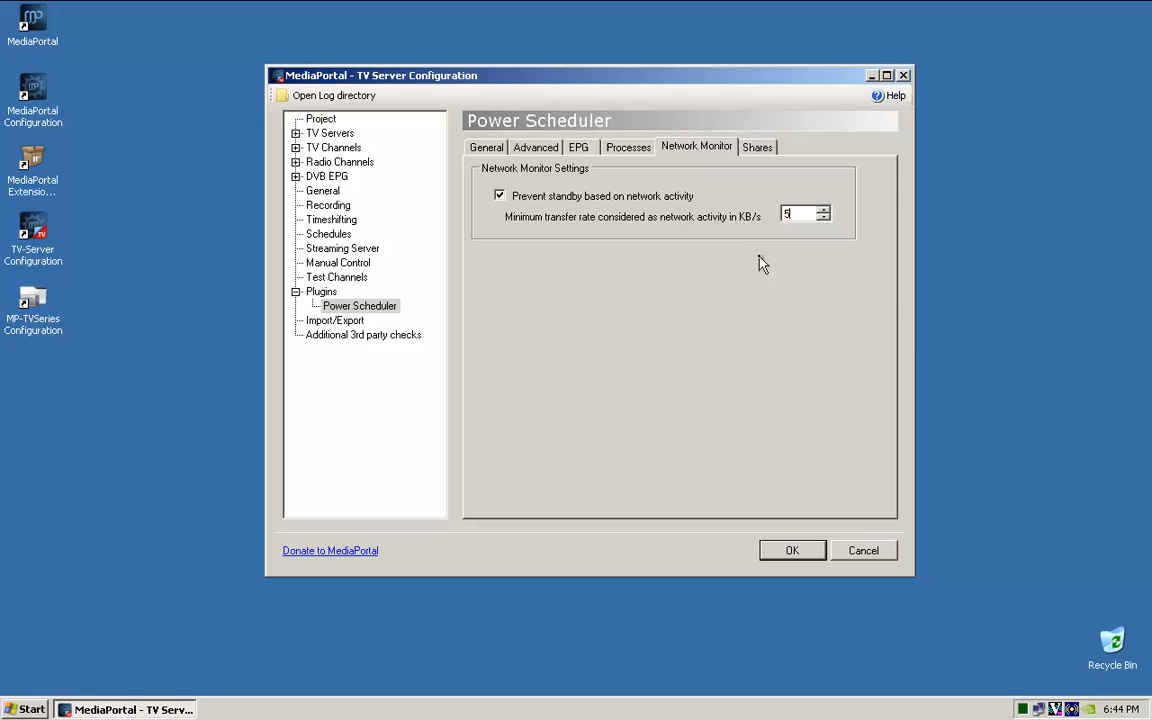 MediaPortal
MediaPortal
Configuration
MediaPortal
Extensio...
TV-Server
Configuration
MP-TVSeries
Configuration
MediaPortal - TV Server Configuration
Open Log directory
Help
Project
TV Servers
TV Channels
Radio Channels
DVB EPG
General
Recording
Timeshifting
Schedules
Streaming Server
Manual Control
Test Channels
Plugins
Power Scheduler
Import/Export
Additional 3rd party checks
Power Scheduler
General Advanced EPG Processes Network Monitor Shares
Network Monitor Settings
Prevent standby based on network activity
Minimum transfer rate considered as network activity in KB/s 5
Donate to MediaPortal
OK Cancel
Recycle Bin
Start MediaPortal - TV Serv... 6:44 PM